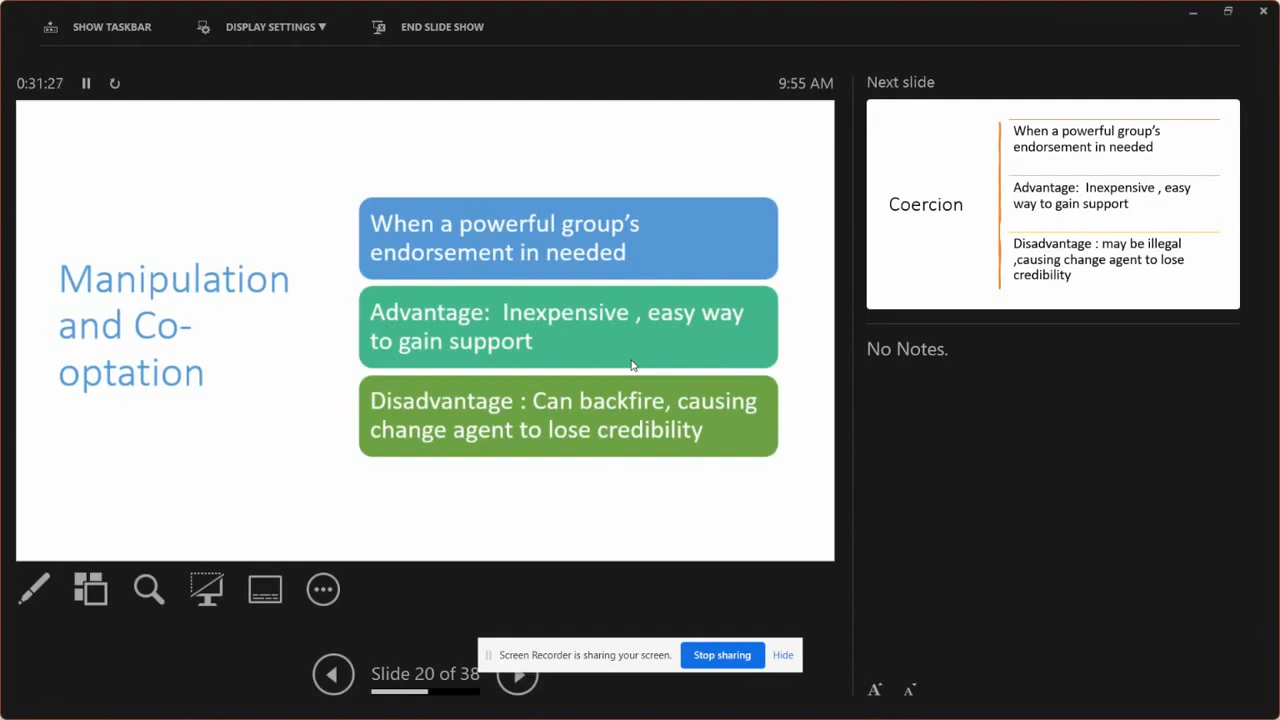 SHOW TASKBAR
DISPLAY SETTINGS ▼
END SLIDE SHOW
0:31:27
9:55 AM
Manipulation
and Co-
optation
When a powerful group's
endorsement in needed
Advantage:  Inexpensive , easy way
to gain support
Disadvantage : Can backfire, causing
change agent to lose credibility
Next slide
Coercion
When a powerful group's
endorsement in needed
Advantage:  Inexpensive , easy
way to gain support
Disadvantage : may be illegal
,causing change agent to lose
credibility
No Notes.
Screen Recorder is sharing your screen.
Stop sharing
Hide
Slide 20 of 38
A A